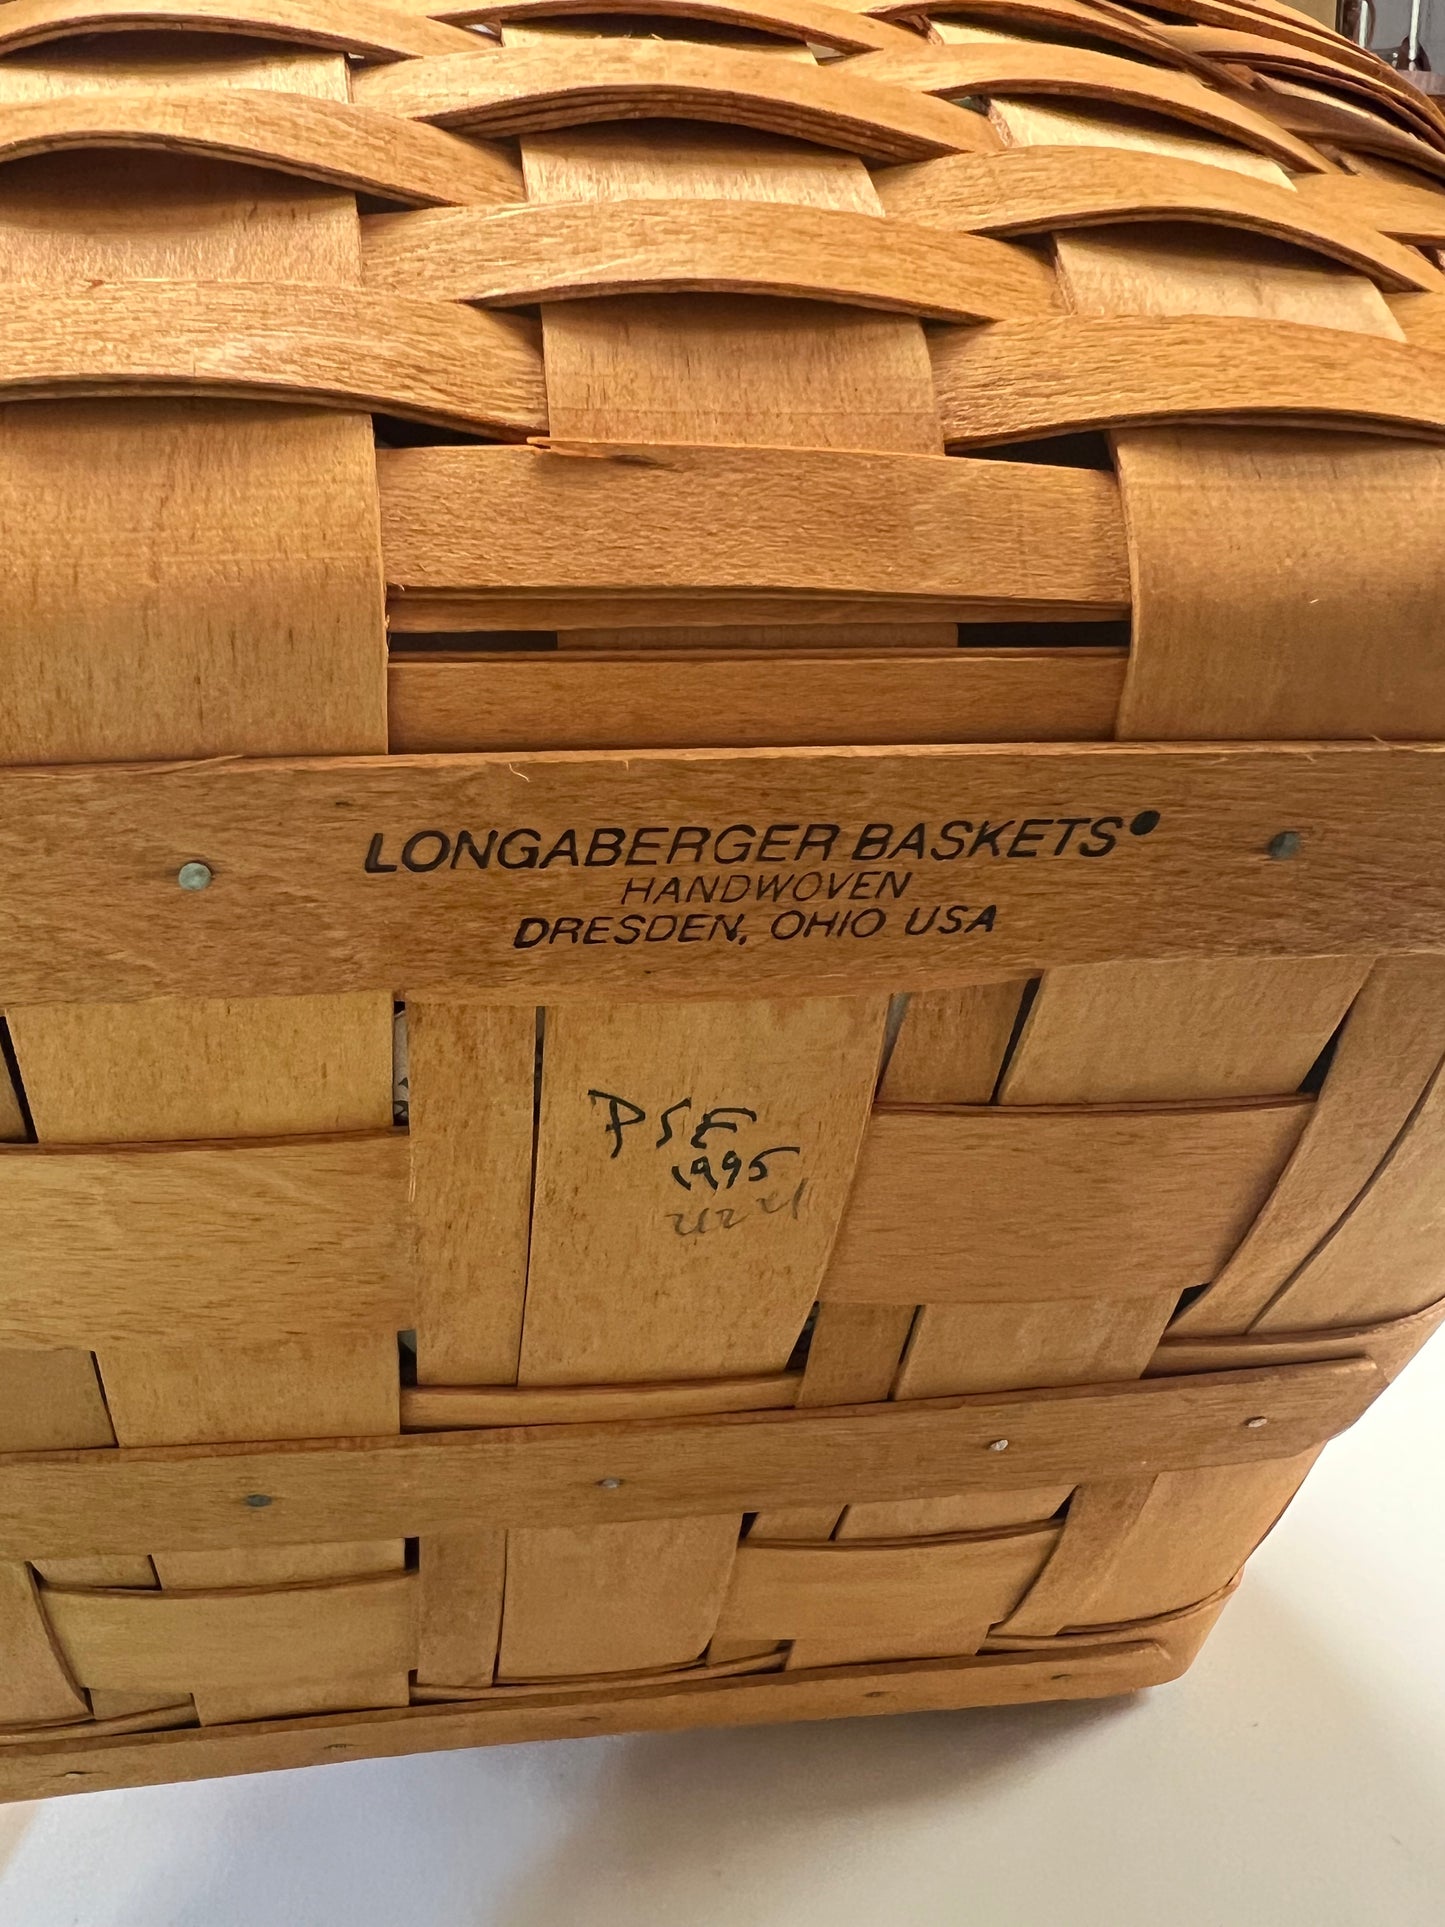 LONGABERGER BASKETS®
HANDWOVEN
DRESDEN, OHIO USA
PSE
1995